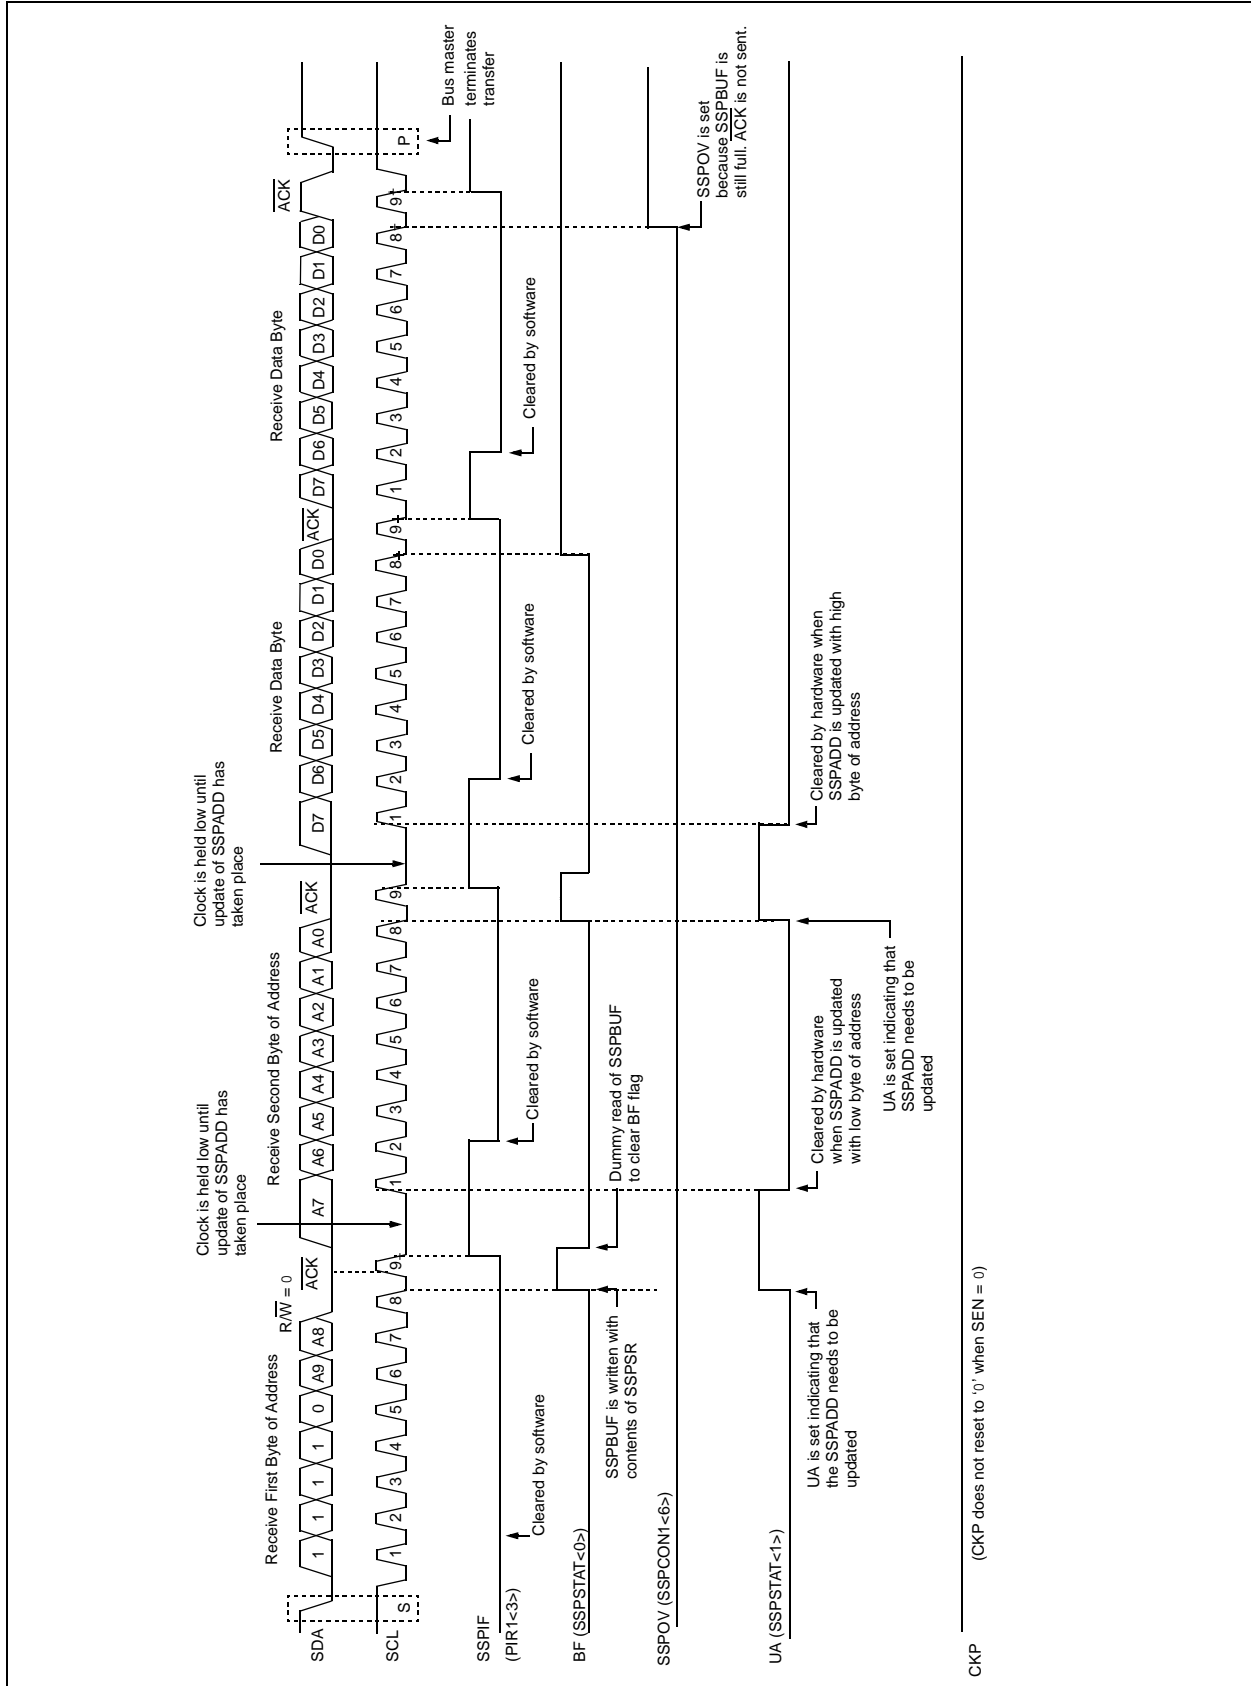 Bus master
terminates
transfer
SSPOV is set
because SSPBUF is
still full. ACK is not sent.
Clock is held low until
update of SSPADD has
taken place
Clock is held low until
update of SSPADD has
taken place
Receive First Byte of Address
R/W = 0
Receive Second Byte of Address
Receive Data Byte
Receive Data Byte
ACK
SDA
1 1 1 1 0 A9 A8
ACK
A7 A6 A5 A4 A3 A2 A1 A0
ACK
D7 D6 D5 D4 D3 D2 D1 D0
ACK
D7 D6 D5 D4 D3 D2 D1 D0
SCL
S 1 2 3 4 5 6 7 8 9 1 2 3 4 5 6 7 8 9 1 2 3 4 5 6 7 8 9 1 2 3 4 5 6 7 8 9 P
SSPIF
(PIR1<3>)
Cleared by software
Cleared by software
Cleared by software
Cleared by software
BF (SSPSTAT<0>)
SSPBUF is written with
contents of SSPSR
Dummy read of SSPBUF
to clear BF flag
SSPOV (SSPCON1<6>)
UA (SSPSTAT<1>)
UA is set indicating that
the SSPADD needs to be
updated
Cleared by hardware
when SSPADD is updated
with low byte of address
UA is set indicating that
SSPADD needs to be
updated
Cleared by hardware when
SSPADD is updated with high
byte of address
CKP
(CKP does not reset to ‘0’ when SEN = 0)